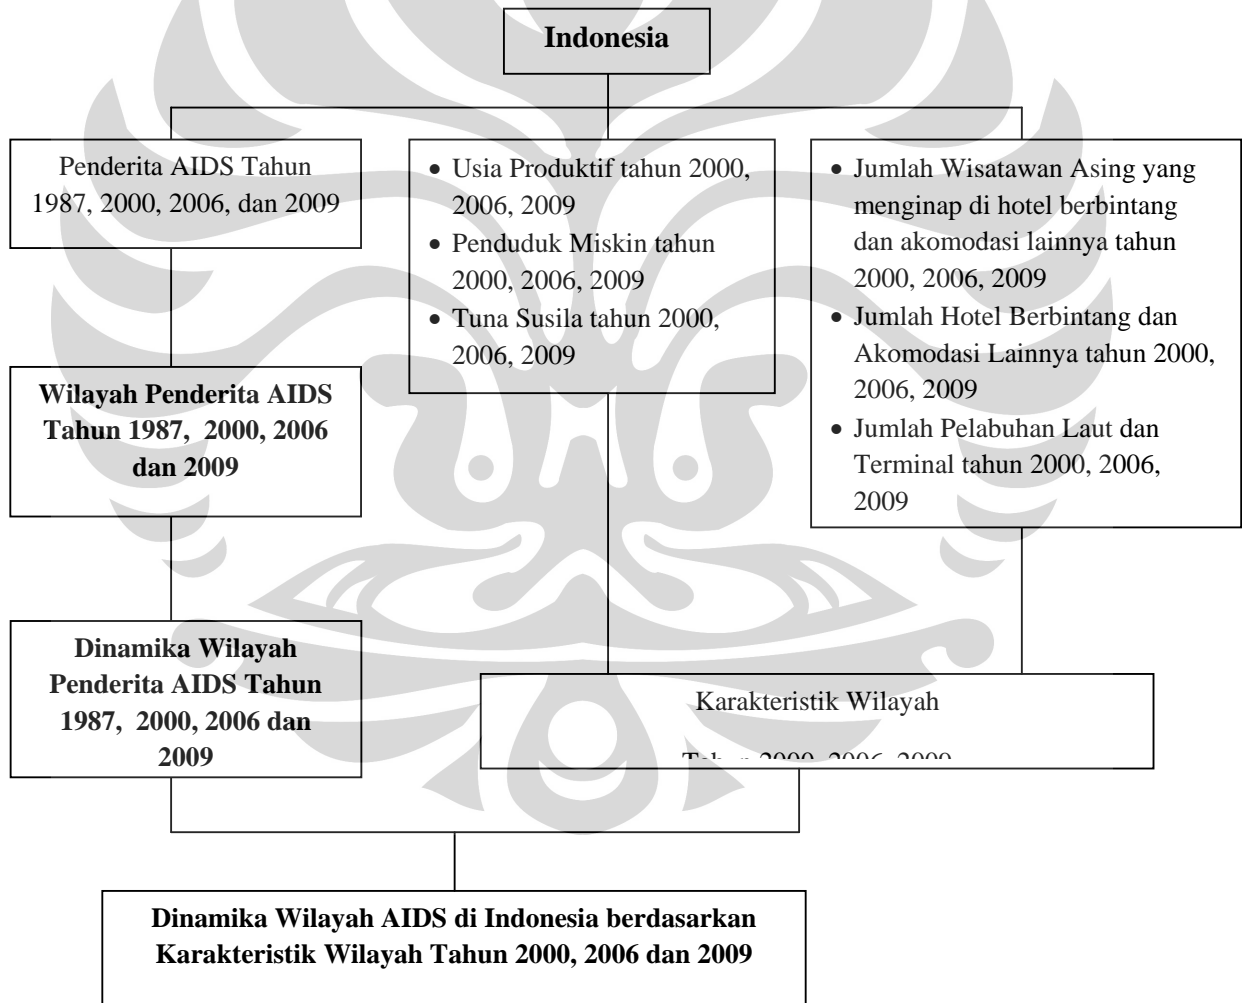 Indonesia
Penderita AIDS Tahun
1987, 2000, 2006, dan 2009
• Usia Produktif tahun 2000,
2006, 2009
• Penduduk Miskin tahun
2000, 2006, 2009
• Tuna Susila tahun 2000,
2006, 2009
• Jumlah Wisatawan Asing yang
menginap di hotel berbintang
dan akomodasi lainnya tahun
2000, 2006, 2009
• Jumlah Hotel Berbintang dan
Akomodasi Lainnya tahun 2000,
2006, 2009
• Jumlah Pelabuhan Laut dan
Terminal tahun 2000, 2006,
2009
Wilayah Penderita AIDS
Tahun 1987, 2000, 2006
dan 2009
Dinamika Wilayah
Penderita AIDS Tahun
1987, 2000, 2006 dan
2009
Karakteristik Wilayah
Tahun 2000, 2006, 2009
Dinamika Wilayah AIDS di Indonesia berdasarkan
Karakteristik Wilayah Tahun 2000, 2006 dan 2009